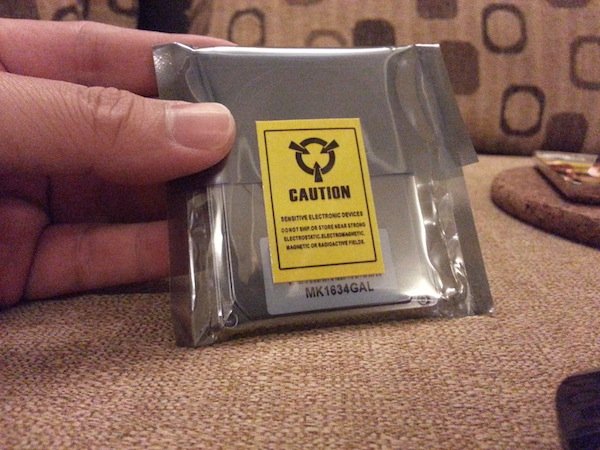 CAUTION
SENSITIVE ELECTRONIC DEVICES
DO NOT SHIP OR STORE NEAR STRONG
ELECTROSTATIC, ELECTROMAGNETIC,
MAGNETIC OR RADIOACTIVE FIELDS.
MK1634GAL